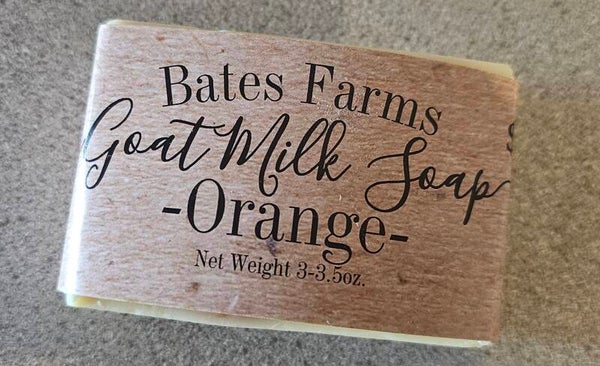 Bates Farms
Goat Milk Soap
-Orange-
Net Weight 3-3.5oz.